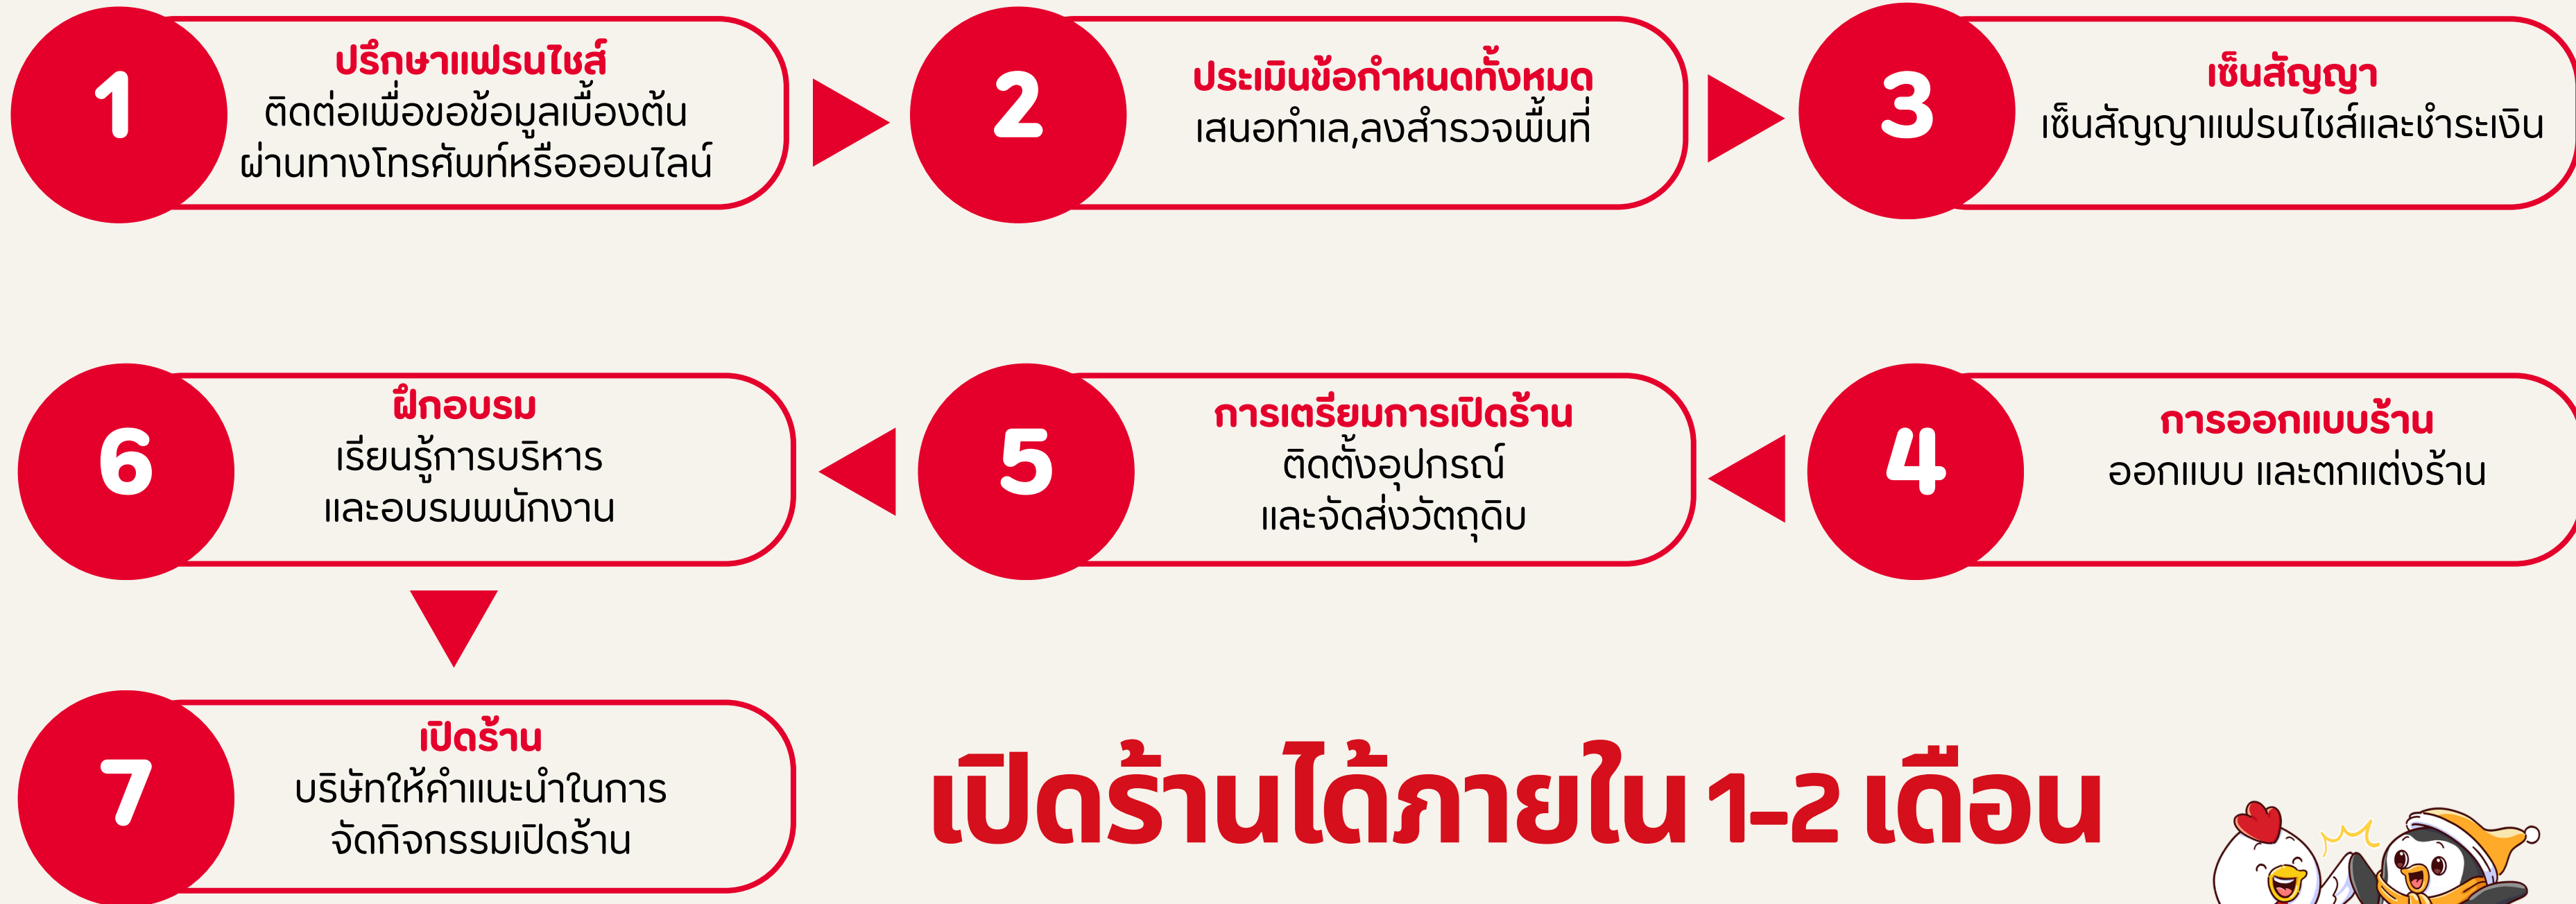 1
ปรึกษาแฟรนไชส์
ติดต่อเพื่อขอข้อมูลเบื้องต้น
ผ่านทางโทรศัพท์หรือออนไลน์
2
ประเมินข้อกำหนดทั้งหมด
เสนอทำเล,ลงสำรวจพื้นที่
3
เซ็นสัญญา
เซ็นสัญญาแฟรนไชส์และชำระเงิน
4
การออกแบบร้าน
ออกแบบ และตกแต่งร้าน
5
การเตรียมการเปิดร้าน
ติดตั้งอุปกรณ์
และจัดส่งวัตถุดิบ
6
ฝึกอบรม
เรียนรู้การบริหาร
และอบรมพนักงาน
7
เปิดร้าน
บริษัทให้คำแนะนำในการ
จัดกิจกรรมเปิดร้าน
เปิดร้านได้ภายใน 1-2 เดือน